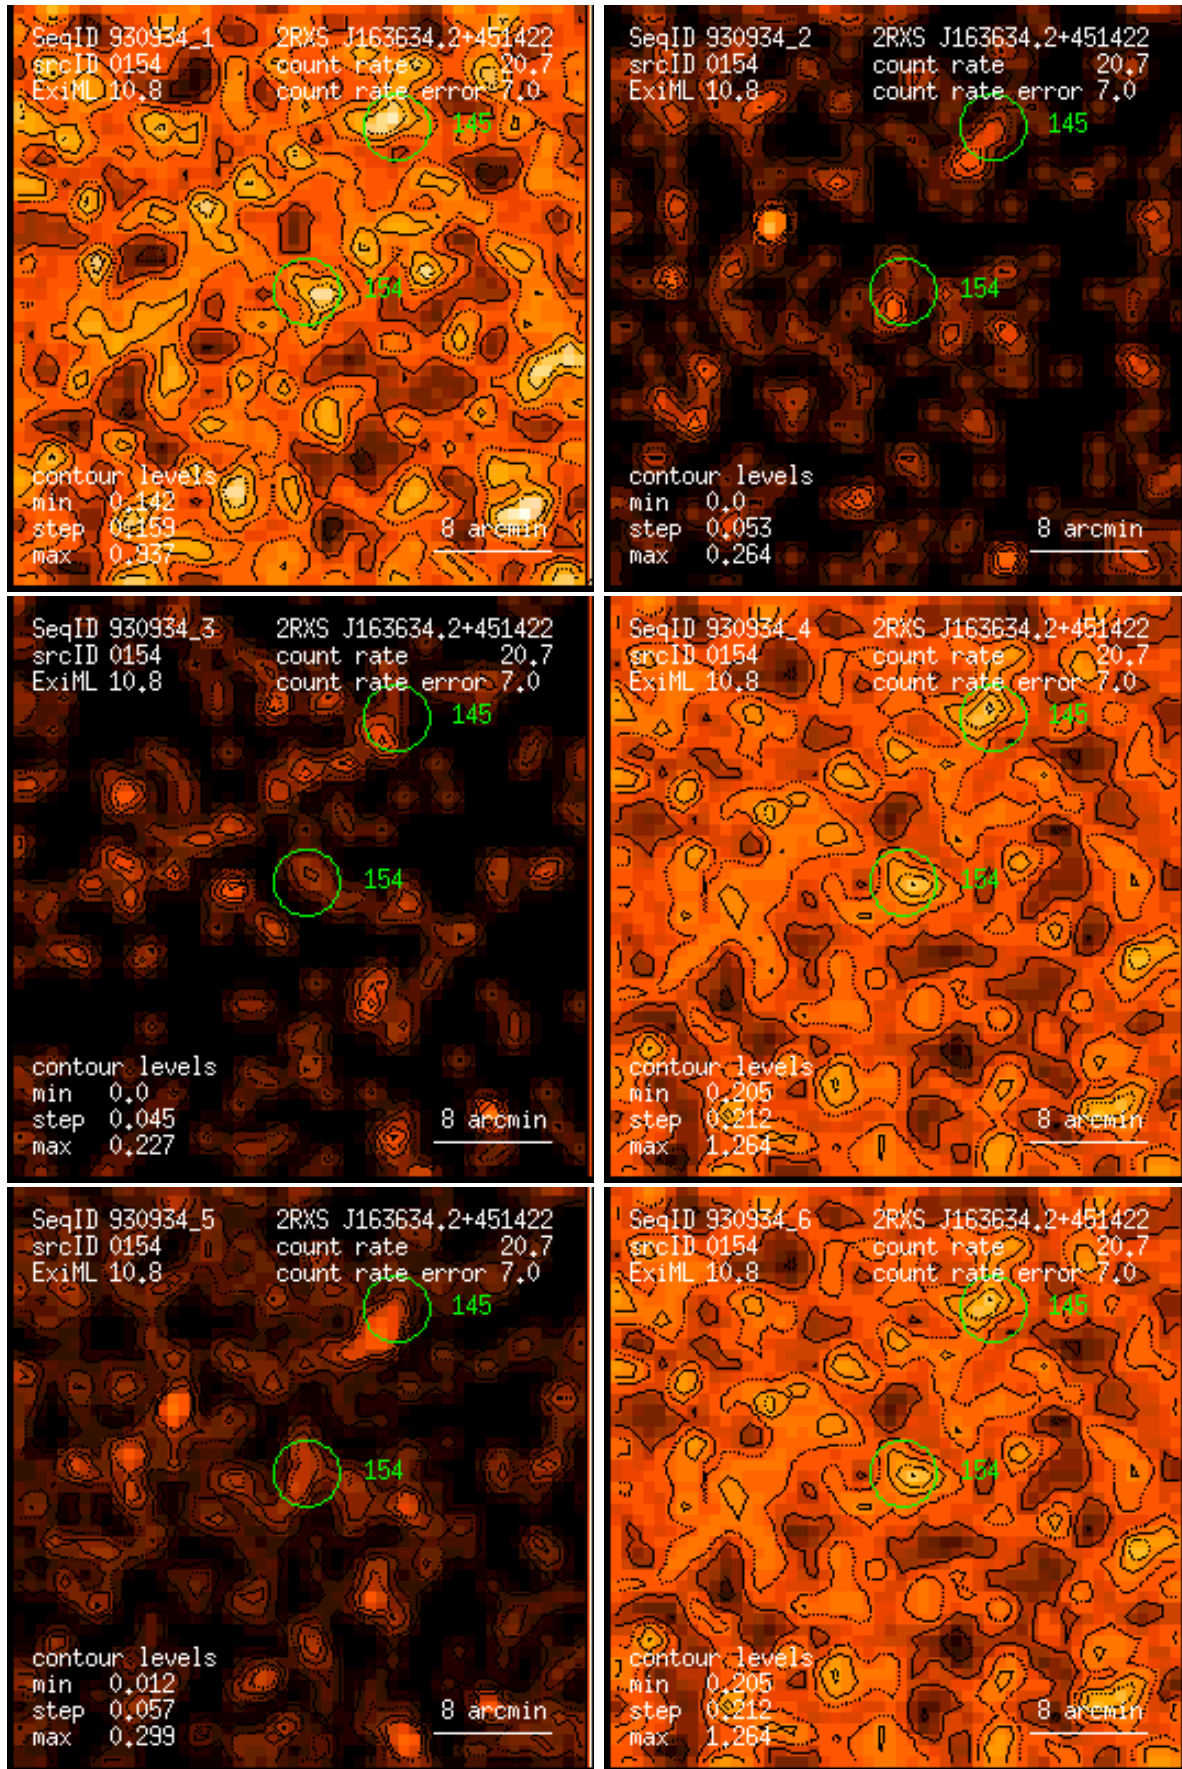 SeqID 930934_1 2RXS J163634.2+451422
srcID 0154 count rate 20.7
ExiML 10.8 count rate error 7.0
145
154
contour levels
min 0.142
step 0.159 8 arcmin
max 0.937
SeqID 930934_2 2RXS J163634.2+451422
srcID 0154 count rate 20.7
ExiML 10.8 count rate error 7.0
145
154
contour levels
min 0.0
step 0.053 8 arcmin
max 0.264
SeqID 930934_3 2RXS J163634.2+451422
srcID 0154 count rate 20.7
ExiML 10.8 count rate error 7.0
145
154
contour levels
min 0.0
step 0.045 8 arcmin
max 0.227
SeqID 930934_4 2RXS J163634.2+451422
srcID 0154 count rate 20.7
ExiML 10.8 count rate error 7.0
145
154
contour levels
min 0.205
step 0.212 8 arcmin
max 1.264
SeqID 930934_5 2RXS J163634.2+451422
srcID 0154 count rate 20.7
ExiML 10.8 count rate error 7.0
145
154
contour levels
min 0.012
step 0.057 8 arcmin
max 0.299
SeqID 930934_6 2RXS J163634.2+451422
srcID 0154 count rate 20.7
ExiML 10.8 count rate error 7.0
145
154
contour levels
min 0.205
step 0.212 8 arcmin
max 1.264